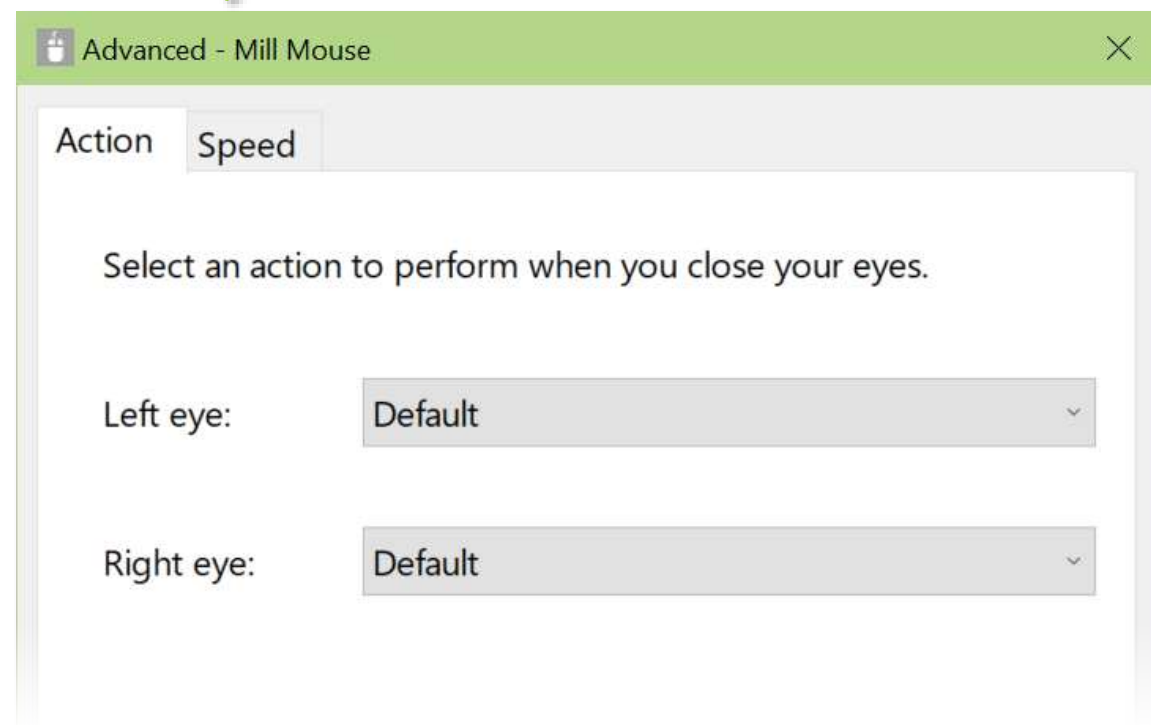 Advanced - Mill Mouse
Action Speed
Select an action to perform when you close your eyes.
Left eye: Default
Right eye: Default